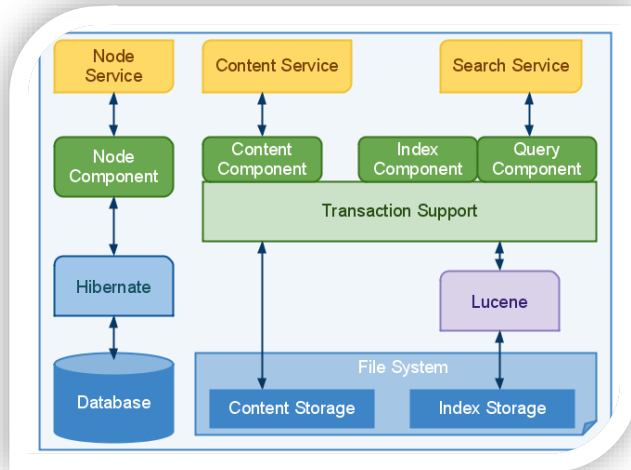 Node
Service
Content Service
Search Service
Node
Component
Content
Component
Index
Component
Query
Component
Transaction Support
Hibernate
Lucene
File System
Database
Content Storage
Index Storage